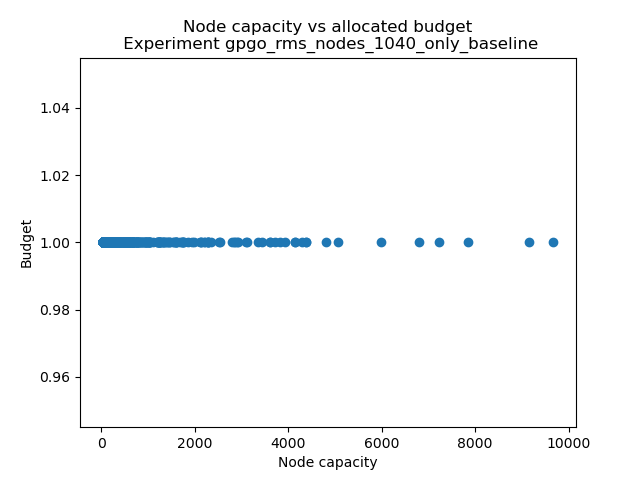 Node capacity vs allocated budget
Experiment gpgo_rms_nodes_1040_only_baseline
1.04
1.02
1.00
0.98
0.96
Budget
0
2000
4000
6000
8000
10000
Node capacity